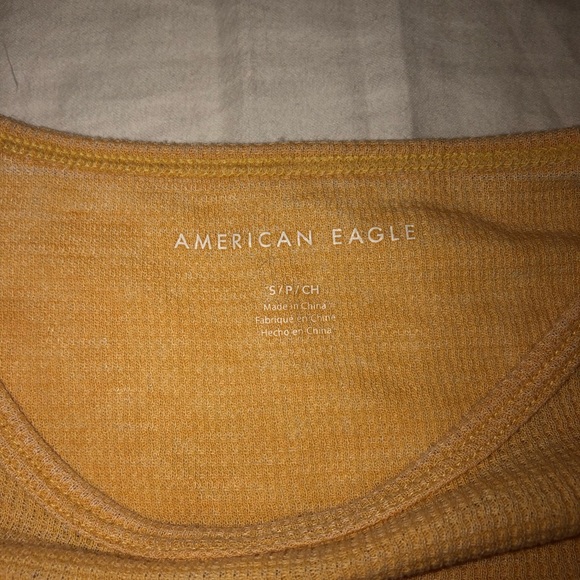 AMERICAN EAGLE
S/P/CH
Made in China
Fabriqué en Chine
Hecho en China